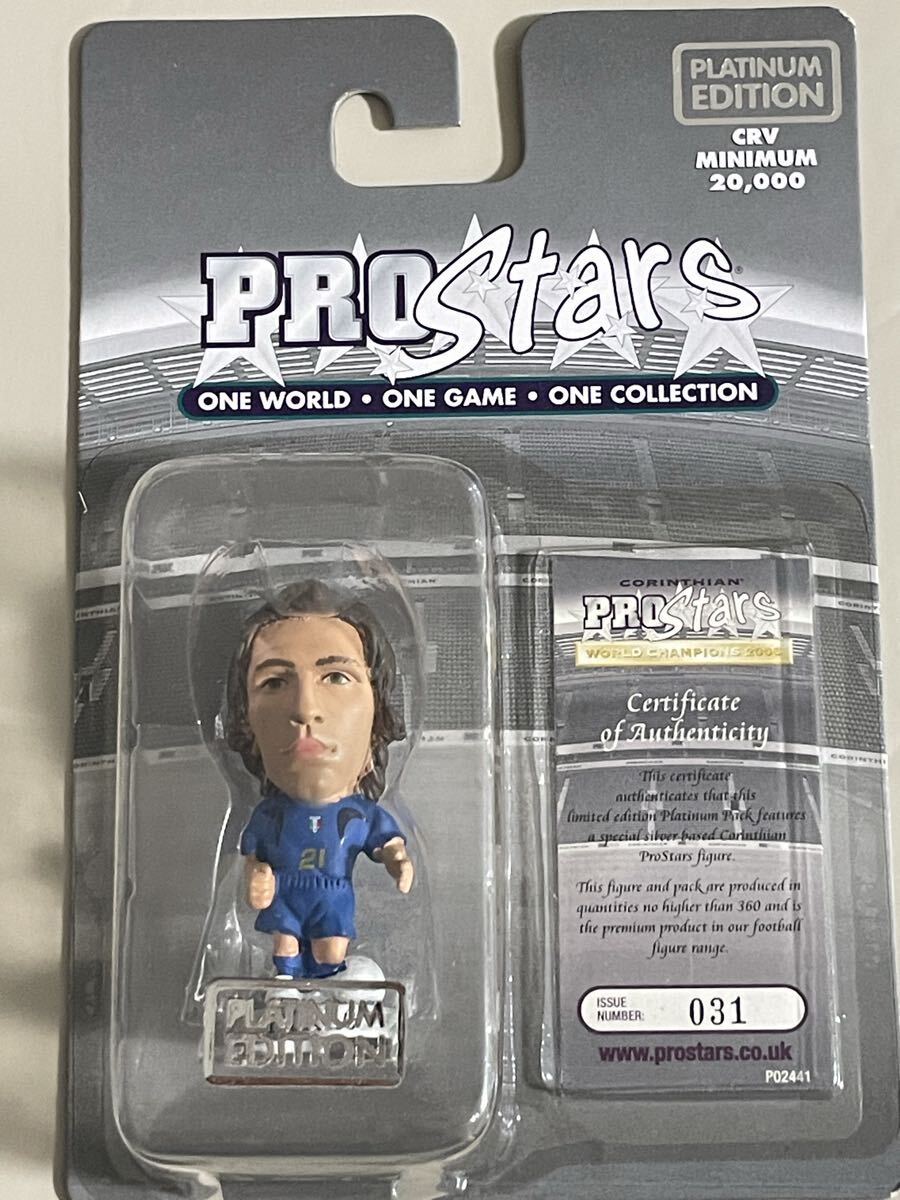 PLATINUM
EDITION
CRV
MINIMUM
20,000
PROStars®
ONE WORLD • ONE GAME • ONE COLLECTION
21
PLATINUM
EDITION
CORINTHIAN®
PROStars
WORLD CHAMPIONS 2006
Certificate
of Authenticity
This certificate
authenticates that this
limited edition Platinum Pack features
a special silver-based Corinthian
ProStars figure.
This figure and pack are produced in
quantities no higher than 360 and is
the premium product in our football
figure range.
ISSUE
NUMBER: 031
www.prostars.co.uk
P02441